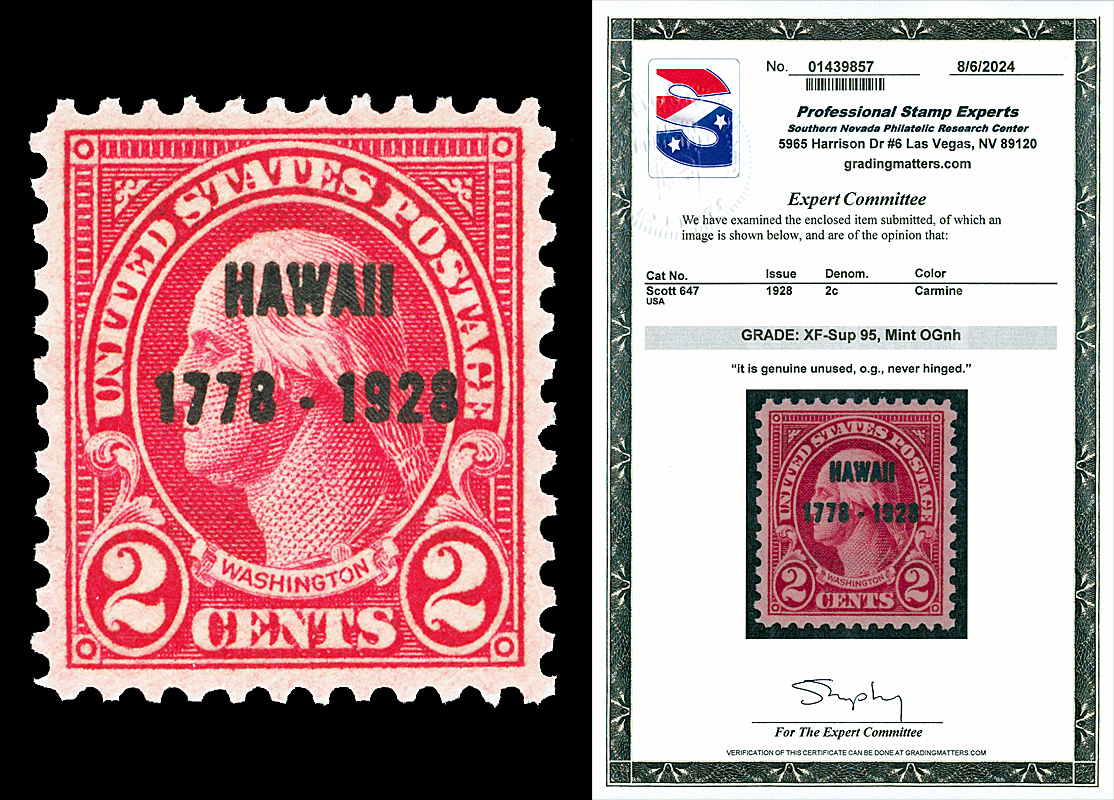 UNITED STATES POSTAGE
HAWAII
1778 - 1928
WASHINGTON
2 CENTS 2
No. 01439857 8/6/2024
Professional Stamp Experts
Southern Nevada Philatelic Research Center
5965 Harrison Dr #6 Las Vegas, NV 89120
gradingmatters.com
Expert Committee
We have examined the enclosed item submitted, of which an
image is shown below, and are of the opinion that:
Cat No. Issue Denom. Color
Scott 647 1928 2c Carmine
USA
GRADE: XF-Sup 95, Mint OGnh
“it is genuine unused, o.g., never hinged.”
UNITED STATES POSTAGE
HAWAII
1778 - 1928
WASHINGTON
2 CENTS 2
For The Expert Committee
VERIFICATION OF THIS CERTIFICATE CAN BE DONE AT GRADINGMATTERS.COM